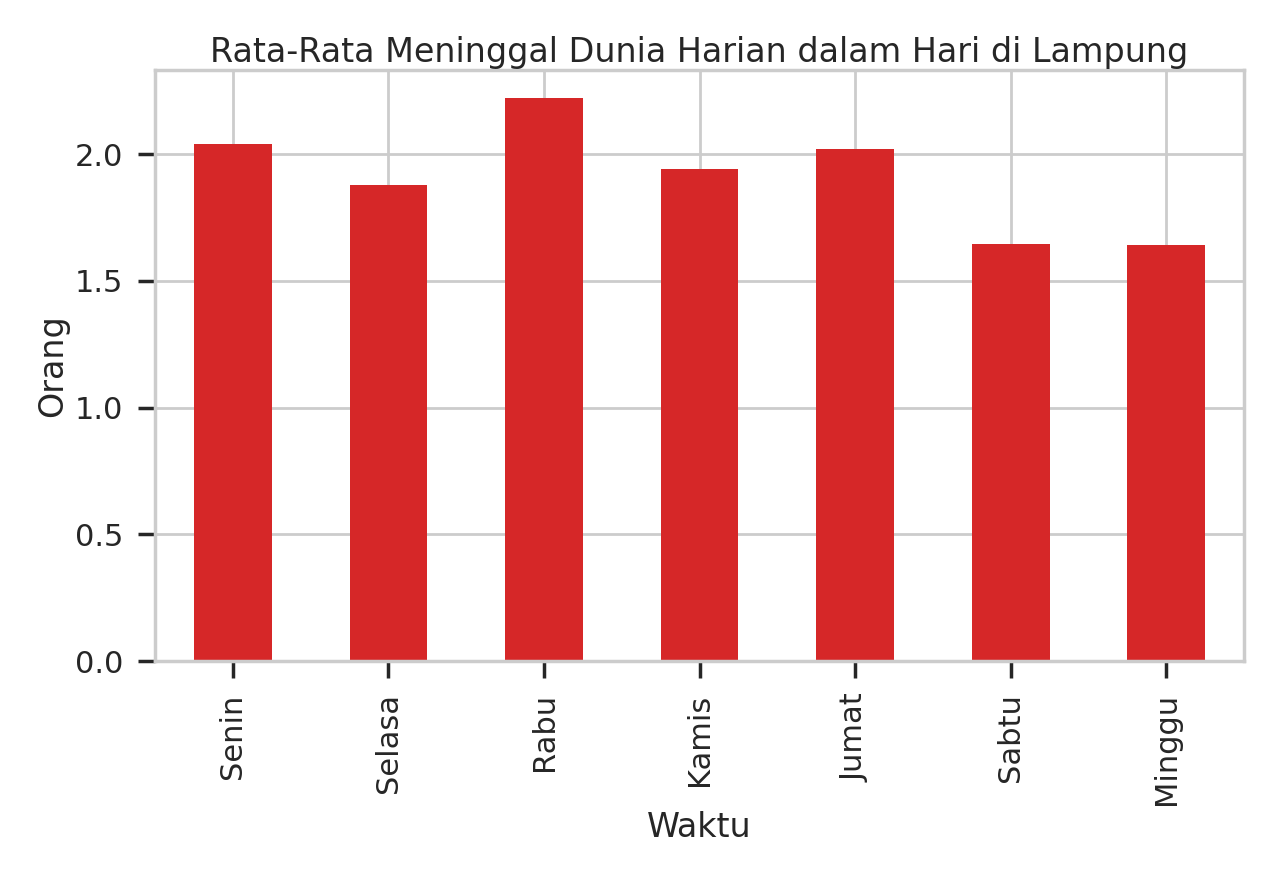 Rata-Rata Meninggal Dunia Harian dalam Hari di Lampung
Orang
2.0
1.5
1.0
0.5
0.0
Senin
Selasa
Rabu
Kamis
Jumat
Sabtu
Minggu
Waktu